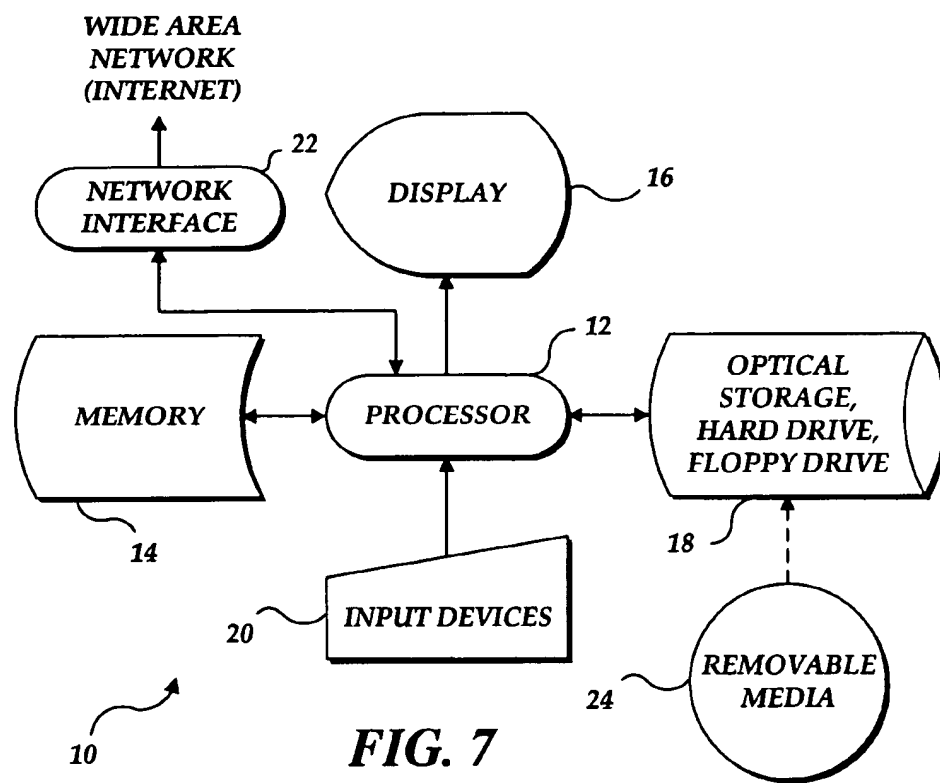 WIDE AREA
NETWORK
(INTERNET)
22
NETWORK
INTERFACE
DISPLAY
16
12
MEMORY
PROCESSOR
OPTICAL
STORAGE,
HARD DRIVE,
FLOPPY DRIVE
14
18
20
INPUT DEVICES
REMOVABLE
MEDIA
24
10
FIG. 7